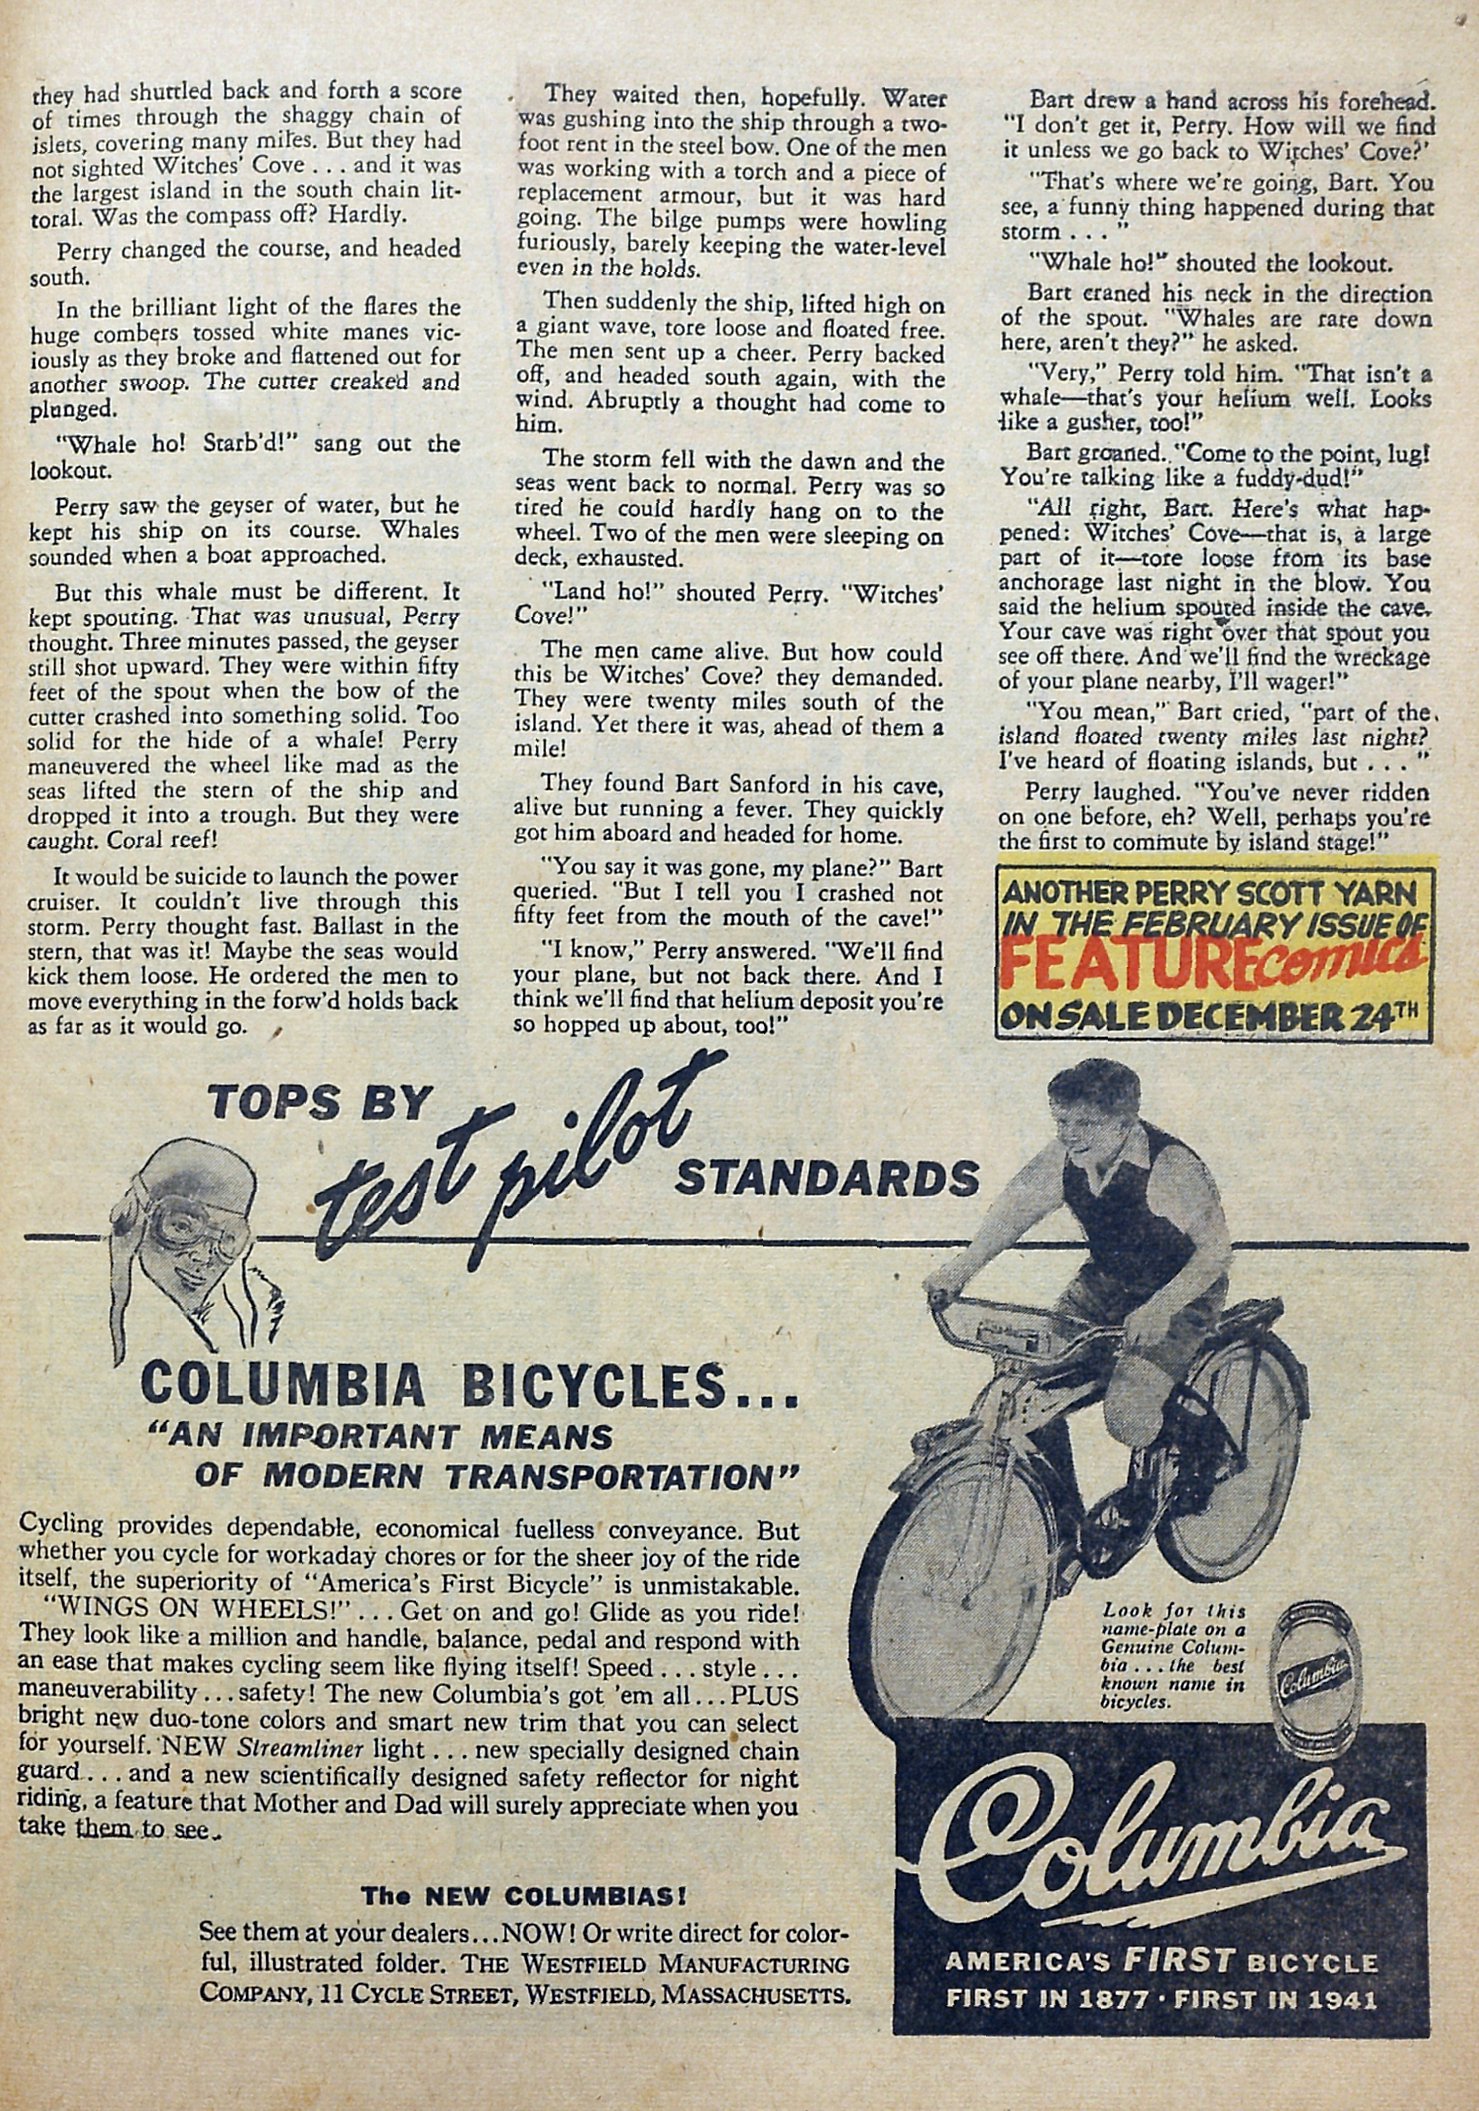 they had shuttled back and forth a score
of times through the shaggy chain of
islets, covering many miles. But they had
not sighted Witches' Cove . . . and it was
the largest island in the south chain lit-
toral. Was the compass off? Hardly.
Perry changed the course, and headed
south.
In the brilliant light of the flares the
huge combers tossed white manes vic-
iously as they broke and flattened out for
another swoop. The cutter creaked and
plunged.
"Whale ho! Starb'd!" sang out the
lookout.
Perry saw the geyser of water, but he
kept his ship on its course. Whales
sounded when a boat approached.
But this whale must be different. It
kept spouting. That was unusual, Perry
thought. Three minutes passed, the geyser
still shot upward. They were within fifty
feet of the spout when the bow of the
cutter crashed into something solid. Too
solid for the hide of a whale! Perry
maneuvered the wheel like mad as the
seas lifted the stern of the ship and
dropped it into a trough. But they were
caught. Coral reef!
It would be suicide to launch the power
cruiser. It couldn't live through this
storm. Perry thought fast. Ballast in the
stern, that was it! Maybe the seas would
kick them loose. He ordered the men to
move everything in the forw'd holds back
as far as it would go.
They waited then, hopefully. Water
was gushing into the ship through a two-
foot rent in the steel bow. One of the men
was working with a torch and a piece of
replacement armour, but it was hard
going. The bilge pumps were howling
furiously, barely keeping the water-level
even in the holds.
Then suddenly the ship, lifted high on
a giant wave, tore loose and floated free.
The men sent up a cheer. Perry backed
off, and headed south again, with the
wind. Abruptly a thought had come to
him.
The storm fell with the dawn and the
seas went back to normal. Perry was so
tired he could hardly hang on to the
wheel. Two of the men were sleeping on
deck, exhausted.
"Land ho!" shouted Perry. "Witches'
Cove!"
The men came alive. But how could
this be Witches' Cove? they demanded.
They were twenty miles south of the
island. Yet there it was, ahead of them a
mile!
They found Bart Sanford in his cave,
alive but running a fever. They quickly
got him aboard and headed for home.
"You say it was gone, my plane?" Bart
queried. "But I tell you I crashed not
fifty feet from the mouth of the cave!"
"I know," Perry answered. "We'll find
your plane, but not back there. And I
think we'll find that helium deposit you're
so hopped up about, too!"
Bart drew a hand across his forehead.
"I don't get it, Perry. How will we find
it unless we go back to Witches' Cove?'
"That's where we're going, Bart. You
see, a funny thing happened during that
storm . . . "
"Whale ho!" shouted the lookout.
Bart craned his neck in the direction
of the spout. "Whales are rare down
here, aren't they?" he asked.
"Very," Perry told him. "That isn't a
whale—that's your helium well. Looks
like a gusher, too!"
Bart groaned. "Come to the point, lug!
You're talking like a fuddy-dud!"
"All right, Bart. Here's what hap-
pened: Witches' Cove—that is, a large
part of it—tore loose from its base
anchorage last night in the blow. You
said the helium spouted inside the cave.
Your cave was right over that spout you
see off there. And we'll find the wreckage
of your plane nearby, I'll wager!"
"You mean," Bart cried, "part of the
island floated twenty miles last night?
I've heard of floating islands, but . . . "
Perry laughed. "You've never ridden
on one before, eh? Well, perhaps you're
the first to commute by island stage!"
ANOTHER PERRY SCOTT YARN
IN THE FEBRUARY ISSUE OF
FEATURE comics
ON SALE DECEMBER 24TH
TOPS BY
test pilot
STANDARDS
COLUMBIA BICYCLES...
"AN IMPORTANT MEANS
OF MODERN TRANSPORTATION"
Cycling provides dependable, economical fuelless conveyance. But
whether you cycle for workaday chores or for the sheer joy of the ride
itself, the superiority of "America's First Bicycle" is unmistakable.
"WINGS ON WHEELS!"... Get on and go! Glide as you ride!
They look like a million and handle, balance, pedal and respond with
an ease that makes cycling seem like flying itself! Speed ... style ...
maneuverability ... safety! The new Columbia's got 'em all ... PLUS
bright new duo-tone colors and smart new trim that you can select
for yourself. NEW Streamliner light ... new specially designed chain
guard ... and a new scientifically designed safety reflector for night
riding, a feature that Mother and Dad will surely appreciate when you
take them to see.
The NEW COLUMBIAS!
See them at your dealers...NOW! Or write direct for color-
ful, illustrated folder. THE WESTFIELD MANUFACTURING
COMPANY, 11 CYCLE STREET, WESTFIELD, MASSACHUSETTS.
Look for this
name-plate on a
Genuine Colum-
bia ... the best
known name in
bicycles.
Columbia
Columbia
AMERICA'S FIRST BICYCLE
FIRST IN 1877 · FIRST IN 1941